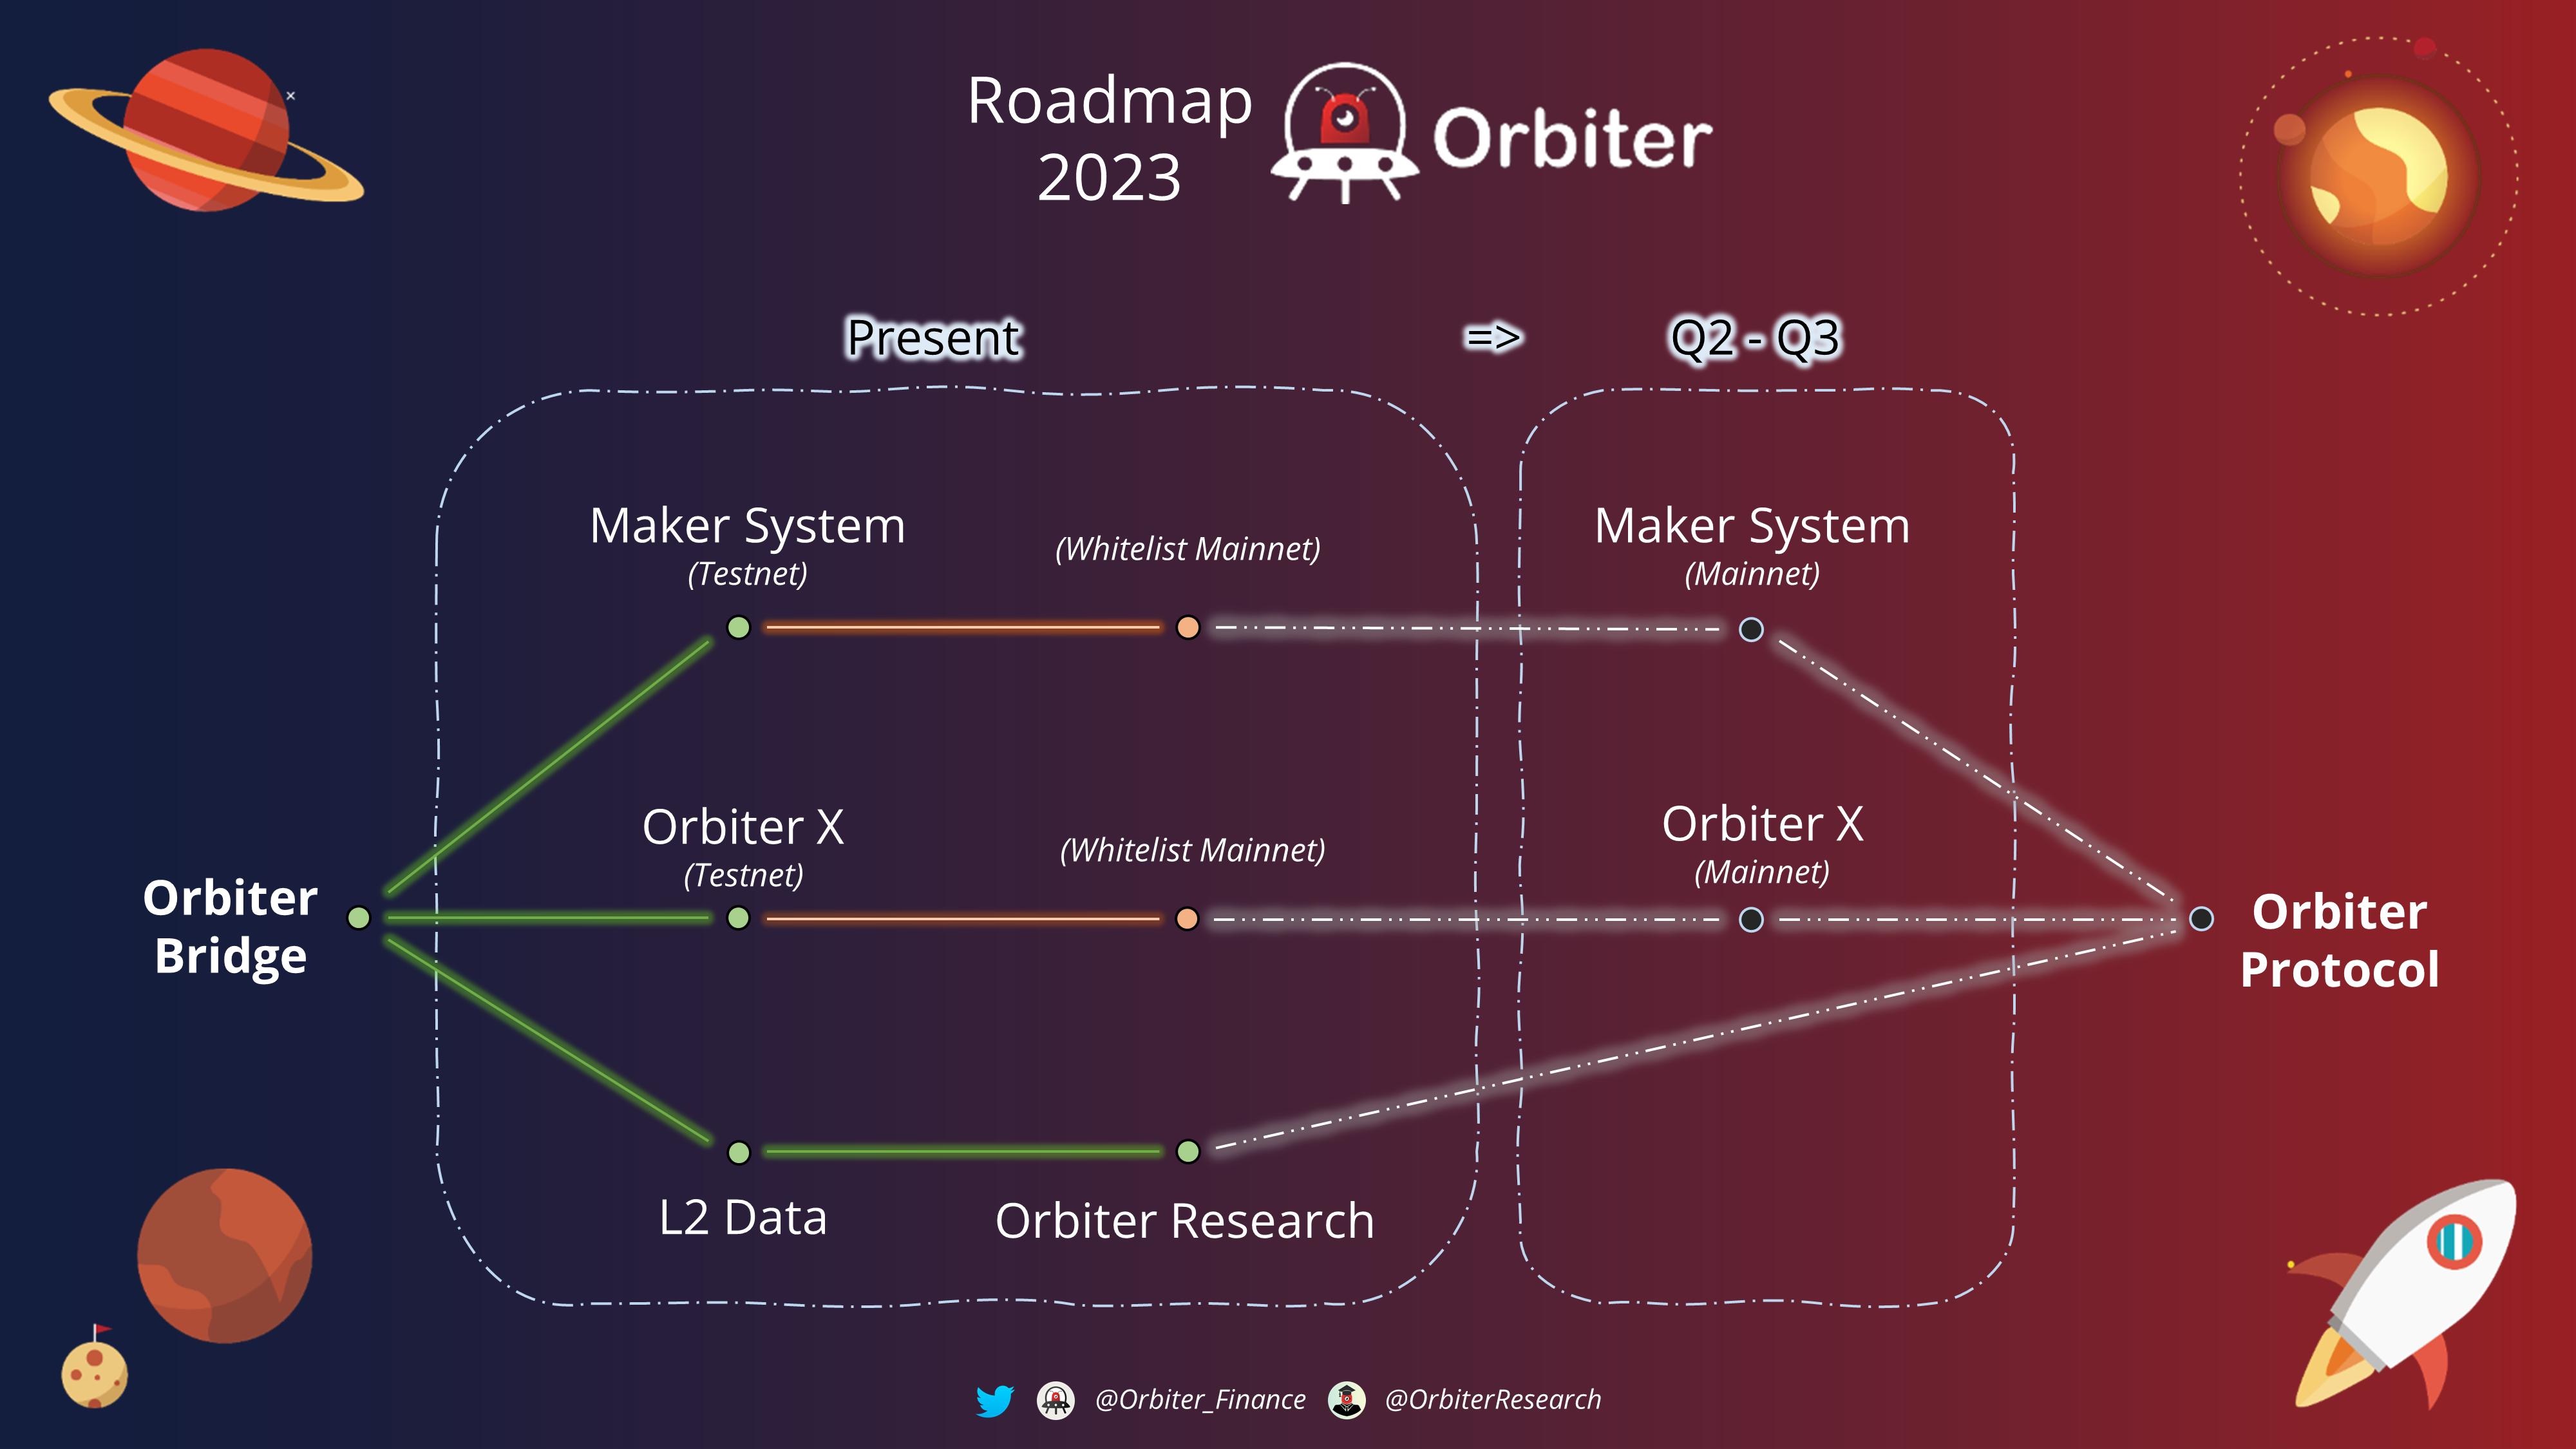 Roadmap
2023
Orbiter
Present
=>
Q2 - Q3
Maker System
(Testnet)
(Whitelist Mainnet)
Maker System
(Mainnet)
Orbiter X
(Testnet)
(Whitelist Mainnet)
Orbiter X
(Mainnet)
Orbiter
Bridge
Orbiter
Protocol
L2 Data
Orbiter Research
@Orbiter_Finance
@OrbiterResearch